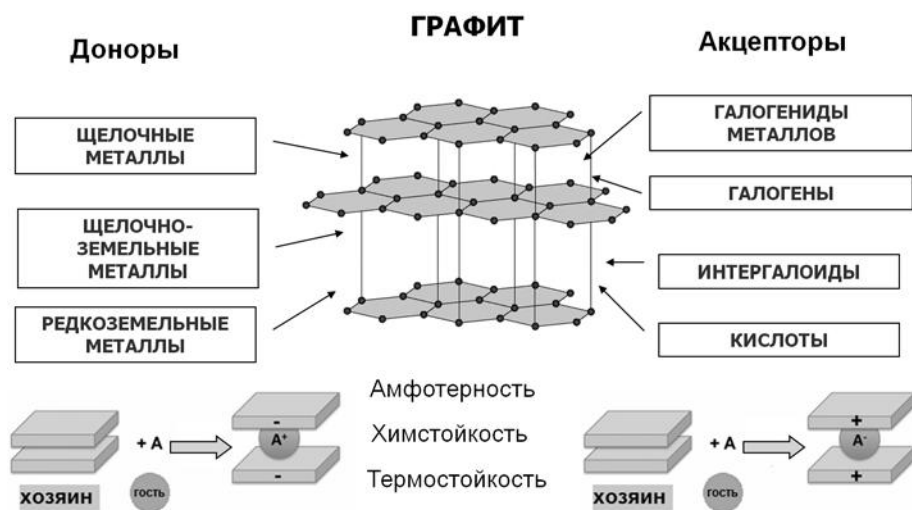 ГРАФИТ
Доноры
Акцепторы
ЩЕЛОЧНЫЕ
МЕТАЛЛЫ
ЩЕЛОЧНО-
ЗЕМЕЛЬНЫЕ
МЕТАЛЛЫ
РЕДКОЗЕМЕЛЬНЫЕ
МЕТАЛЛЫ
ГАЛОГЕНИДЫ
МЕТАЛЛОВ
ГАЛОГЕНЫ
ИНТЕРГАЛОИДЫ
КИСЛОТЫ
Амфотерность
Химстойкость
Термостойкость
+ А
-
А⁺
-
ХОЗЯИН
ГОСТЬ
+ А
+
А⁻
+
ХОЗЯИН
ГОСТЬ